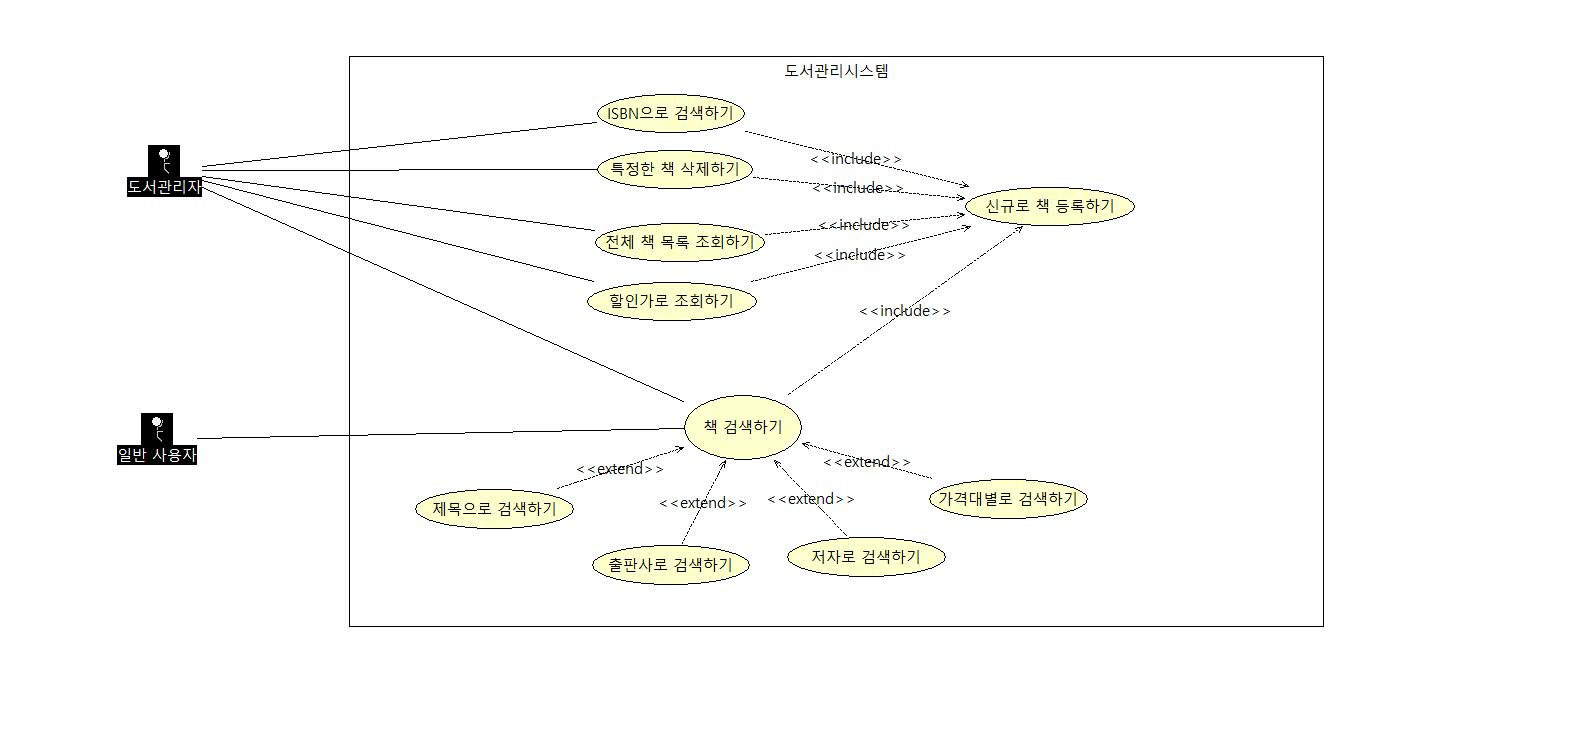 도서관리시스템
ISBN으로 검색하기
<<include>>
도서관리자
특정한 책 삭제하기
<<include>>
신규로 책 등록하기
<<include>>
전체 책 목록 조회하기
<<include>>
할인가로 조회하기
<<include>>
책 검색하기
일반 사용자
<<extend>>
<<extend>>
<<extend>>
<<extend>>
제목으로 검색하기
가격대별로 검색하기
출판사로 검색하기
저자로 검색하기